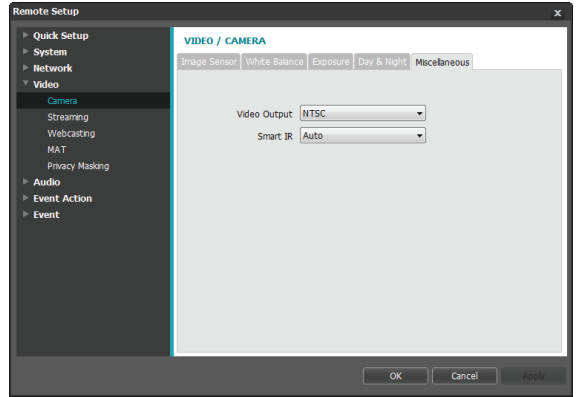 Remote Setup
x
Quick Setup
System
Network
Video
Camera
Streaming
Webcasting
MAT
Privacy Masking
Audio
Event Action
Event
VIDEO / CAMERA
Image Sensor White Balance Exposure Day & Night Miscellaneous
Video Output NTSC
Smart IR Auto
OK Cancel Apply